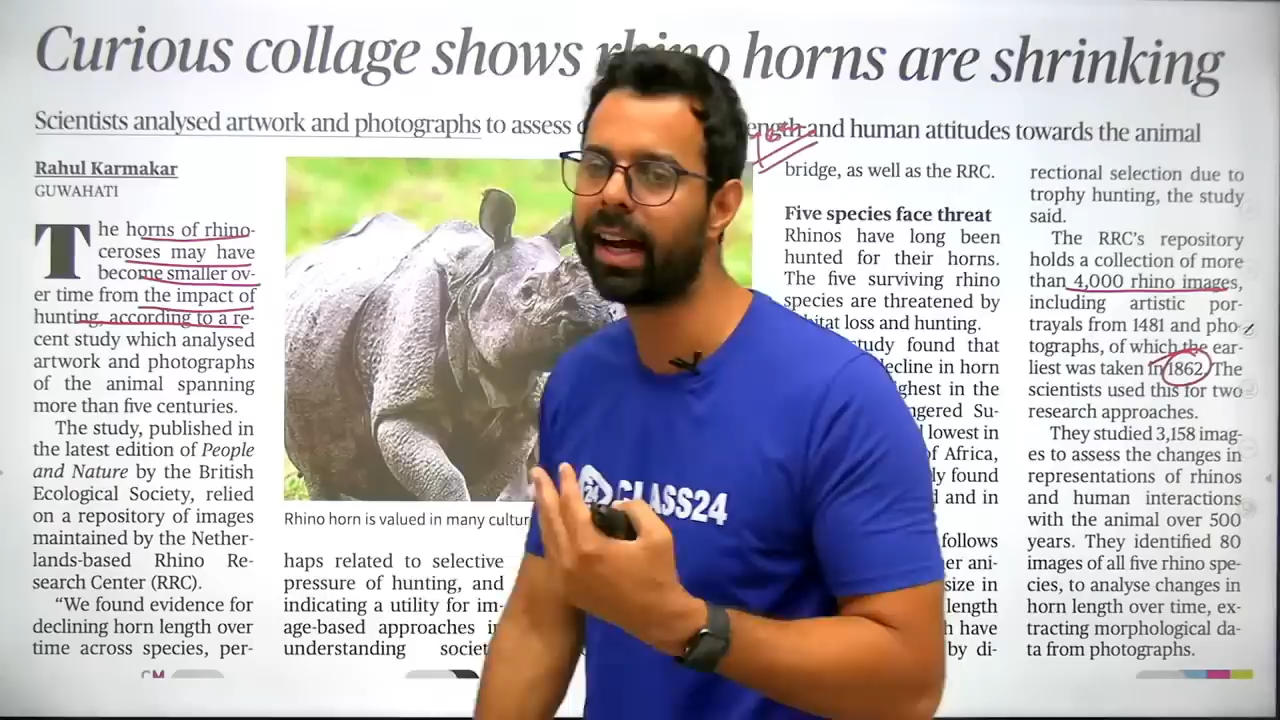 Curious collage shows rhino horns are shrinking
Scientists analysed artwork and photographs to assess and human attitudes towards the animal
Rahul Karmakar
GUWAHATI
The horns of rhino-
ceroses may have
become smaller ov-
er time from the impact of
hunting, according to a re-
cent study which analysed
artwork and photographs
of the animal spanning
more than five centuries.
The study, published in
the latest edition of People
and Nature by the British
Ecological Society, relied
on a repository of images
maintained by the Nether-
lands-based Rhino Re-
search Center (RRC).
“We found evidence for
declining horn length over
time across species, per-
Rhino horn is valued in many
haps related to selective
pressure of hunting, and
indicating a utility for im-
age-based approaches
understanding
16th
bridge, as well as the RRC.
Five species face threat
Rhinos have long been
hunted for their horns.
The five surviving rhino
species are threatened by
loss and hunting.
found that
in horn
in the
Su-
lowest in
of Africa,
found
and in
follows
ani-
size in
length
have
by di-
rectional selection due to
trophy hunting, the study
said.
The RRC’s repository
holds a collection of more
than 4,000 rhino images,
including artistic por-
trayals from 1481 and pho-
tographs, of which the ear-
liest was taken in 1862. The
scientists used this for two
research approaches.
They studied 3,158 imag-
es to assess the changes in
representations of rhinos
and human interactions
with the animal over 500
years. They identified 80
images of all five rhino spe-
cies, to analyse changes in
horn length over time, ex-
tracting morphological da-
ta from photographs.
CM
24
CLASS24